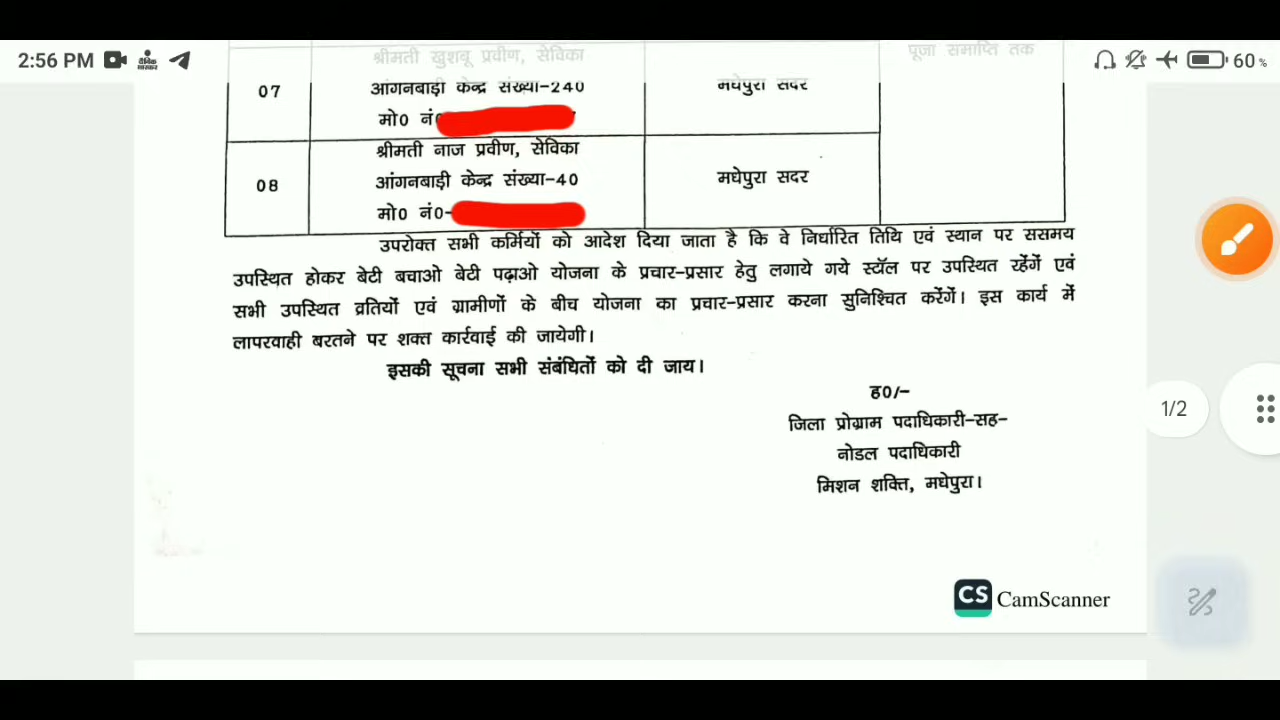 2:56 PM
60%
श्रीमती खुशबू प्रवीण, सेविका
पूजा समाप्ति तक
07
आंगनबाड़ी केन्द्र संख्या-240
मधेपुरा सदर
मो0 नं0
श्रीमती नाज प्रवीण, सेविका
08
आंगनबाड़ी केन्द्र संख्या-40
मधेपुरा सदर
मो0 नं0-
उपरोक्त सभी कर्मियों को आदेश दिया जाता है कि वे निर्धारित तिथि एवं स्थान पर ससमय
उपस्थित होकर बेटी बचाओ बेटी पढ़ाओ योजना के प्रचार-प्रसार हेतु लगाये गये स्टॉल पर उपस्थित रहेंगें एवं
सभी उपस्थित व्रतियों एवं ग्रामीणों के बीच योजना का प्रचार-प्रसार करना सुनिश्चित करेंगें। इस कार्य में
लापरवाही बरतने पर शक्त कार्रवाई की जायेगी।
इसकी सूचना सभी संबंधितों को दी जाय।
ह0/-
जिला प्रोग्राम पदाधिकारी-सह-
1/2
नोडल पदाधिकारी
मिशन शक्ति, मधेपुरा।
CS CamScanner